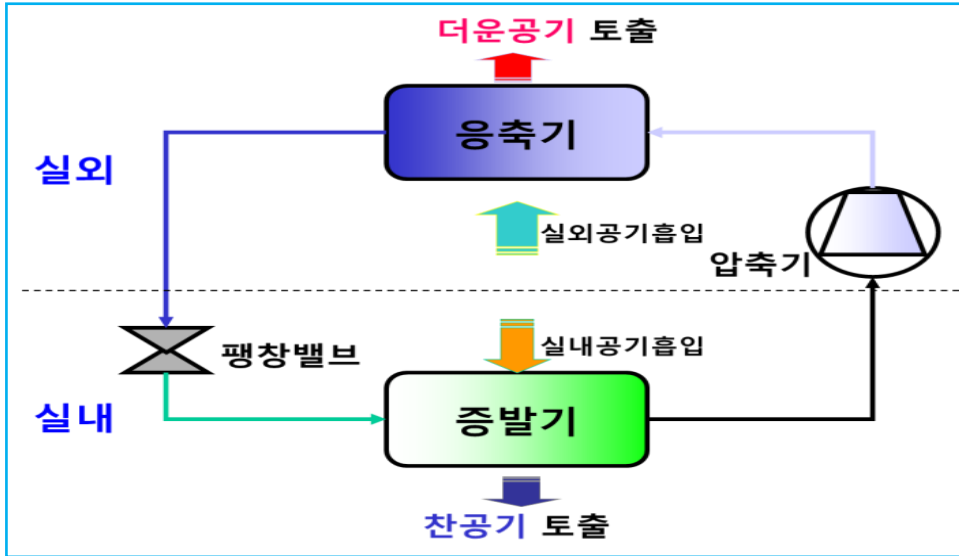 더운공기 토출
응축기
실외
실외공기흡입
압축기
팽창밸브
실내공기흡입
실내
증발기
찬공기 토출